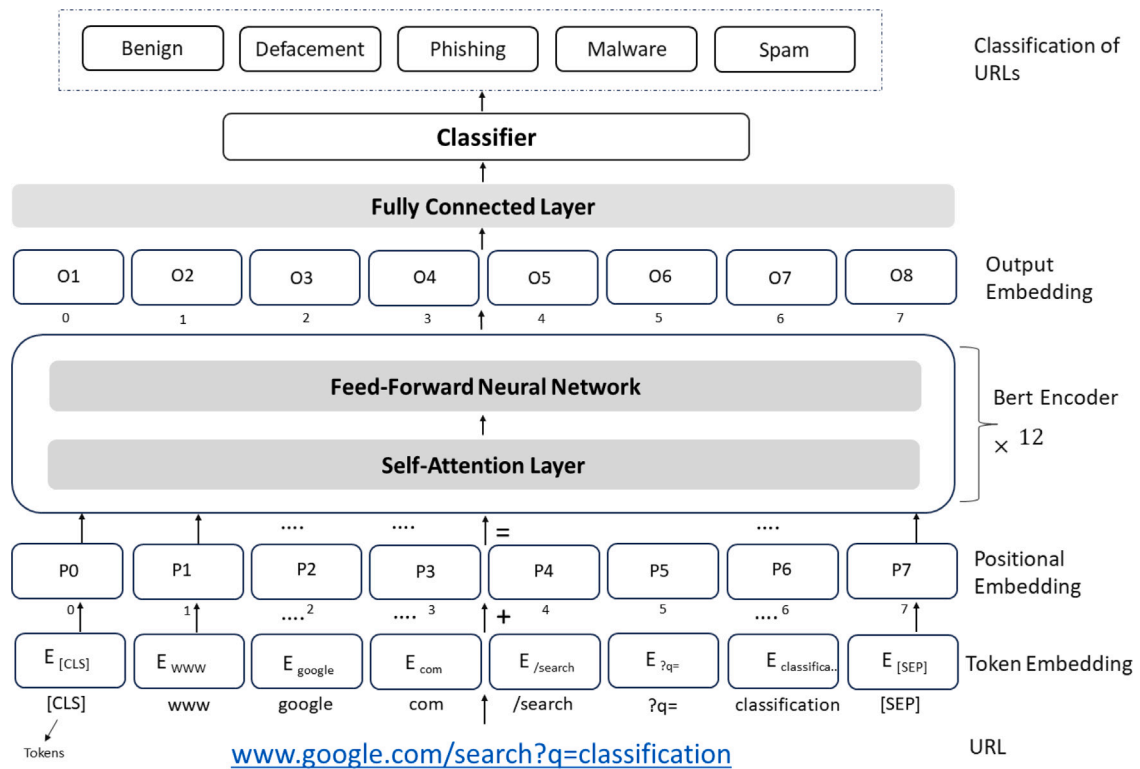 Benign Defacement Phishing Malware Spam
Classification of
URLs
Classifier
Fully Connected Layer
O1 O2 O3 O4 O5 O6 O7 O8
Output
Embedding
0 1 2 3 4 5 6 7
Feed-Forward Neural Network
Bert Encoder
× 12
Self-Attention Layer
.... .... = ....
P0 P1 P2 P3 P4 P5 P6 P7
Positional
Embedding
0 1 ....2 .... 3 + 4 5 ....6 7
E [CLS] E www E google E com E /search E ?q= E classifica.. E [SEP]
Token Embedding
[CLS] www google com /search ?q= classification [SEP]
Tokens
www.google.com/search?q=classification
URL